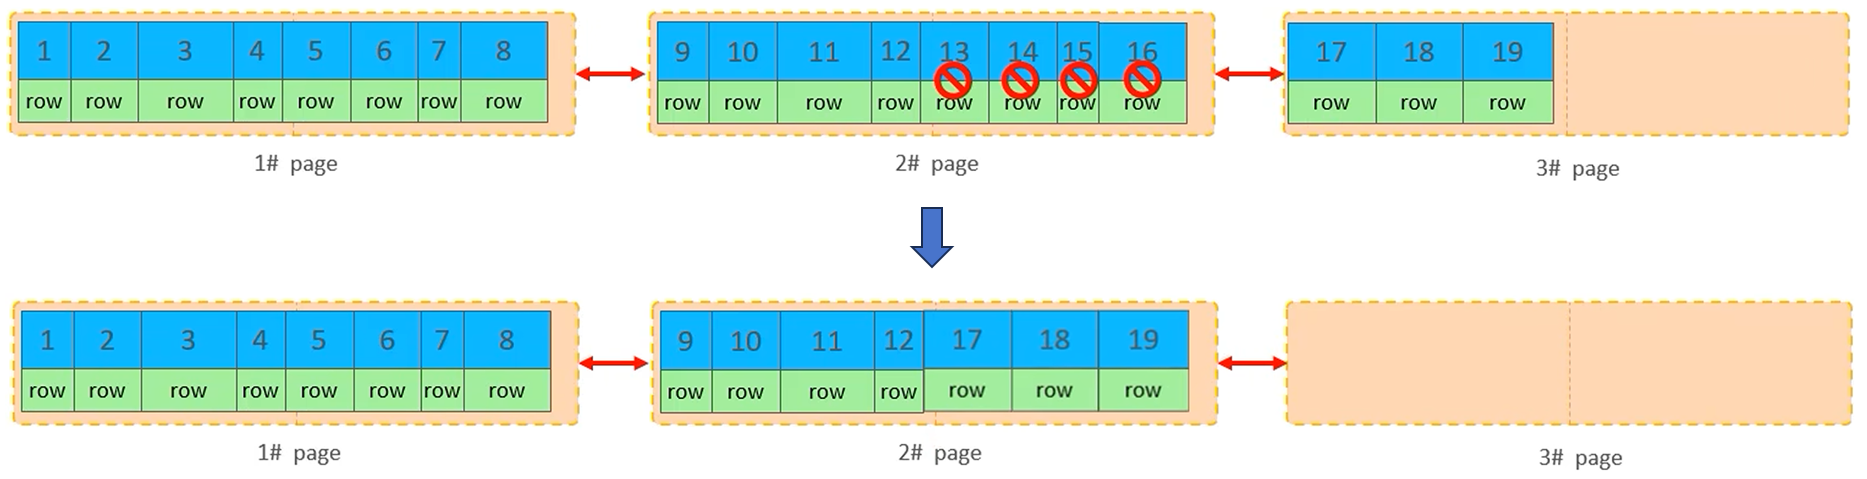 1 2 3 4 5 6 7 8
row row row row row row row row
1# page
9 10 11 12 13 14 15 16
row row row row row row row row
2# page
17 18 19
row row row
3# page
1 2 3 4 5 6 7 8
row row row row row row row row
1# page
9 10 11 12 17 18 19
row row row row row row row
2# page
3# page